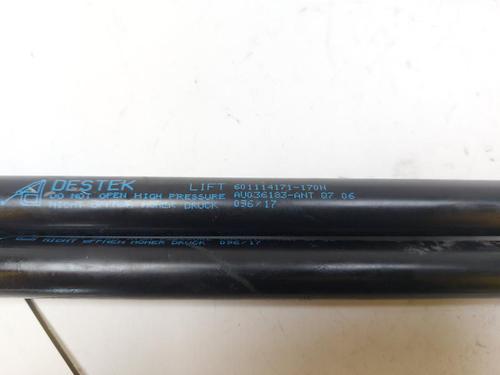 DESTEK LIFT 601114171-170N
DO NOT OPEN HIGH PRESSURE AVQ36183-ANT 07 06
NICHT OFFNEN HOHER DRUCK 096/17
NICHT OFFNEN HOHER DRUCK 096/17